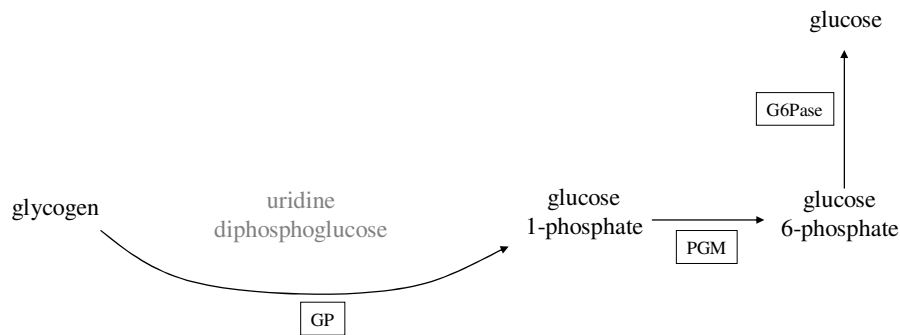 glucose
G6Pase
glycogen
uridine
diphosphoglucose
glucose
1-phosphate
PGM
glucose
6-phosphate
GP